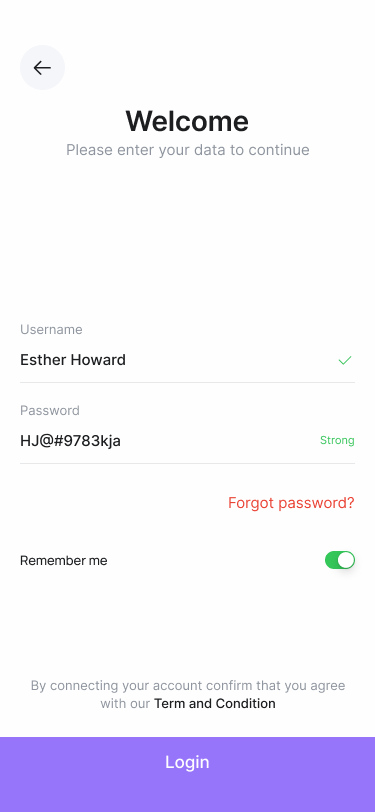 Welcome
Please enter your data to continue
Username
Esther Howard
Password
HJ@#9783kja
Strong
Forgot password?
Remember me
By connecting your account confirm that you agree
with our Term and Condition
Login